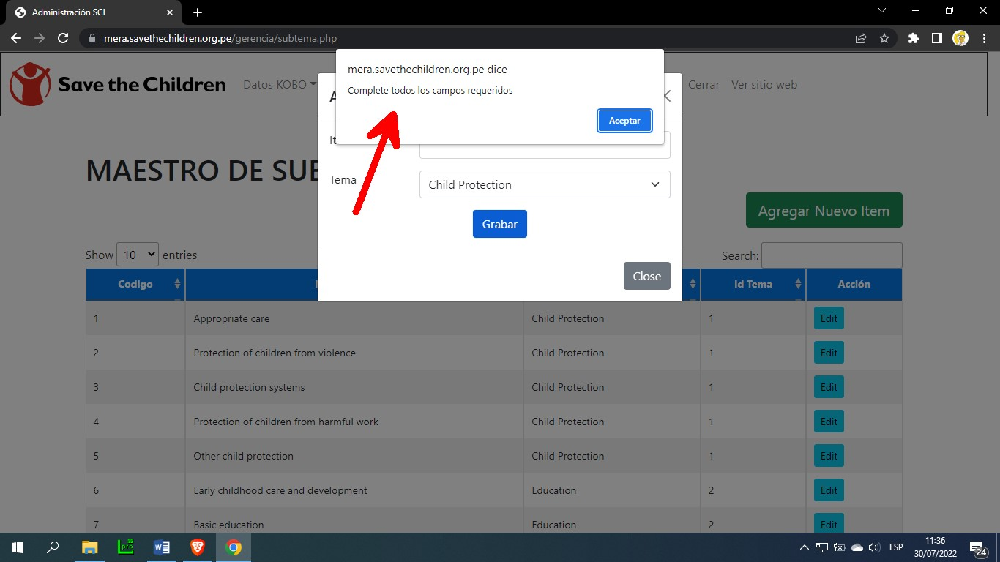 Administración SCI
mera.savethechildren.org.pe/gerencia/subtema.php
Save the Children
Datos KOBO
Cerrar
Ver sitio web
mera.savethechildren.org.pe dice
Complete todos los campos requeridos
Aceptar
Tema
Child Protection
Grabar
Close
MAESTRO DE SUB
Agregar Nuevo Item
Show 10 entries
Search:
Codigo Id Tema Acción
1 Appropriate care Child Protection 1 Edit
2 Protection of children from violence Child Protection 1 Edit
3 Child protection systems Child Protection 1 Edit
4 Protection of children from harmful work Child Protection 1 Edit
5 Other child protection Child Protection 1 Edit
6 Early childhood care and development Education 2 Edit
7 Basic education Education 2 Edit
ESP
11:36
30/07/2022
24